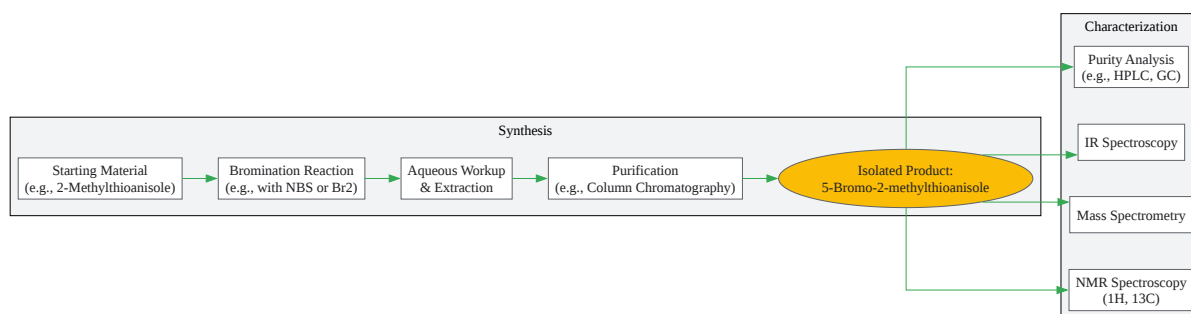 Synthesis
Starting Material
(e.g., 2-Methylthioanisole)
Bromination Reaction
(e.g., with NBS or Br2)
Aqueous Workup
& Extraction
Purification
(e.g., Column Chromatography)
Isolated Product:
5-Bromo-2-methylthioanisole
Characterization
Purity Analysis
(e.g., HPLC, GC)
IR Spectroscopy
Mass Spectrometry
NMR Spectroscopy
(1H, 13C)